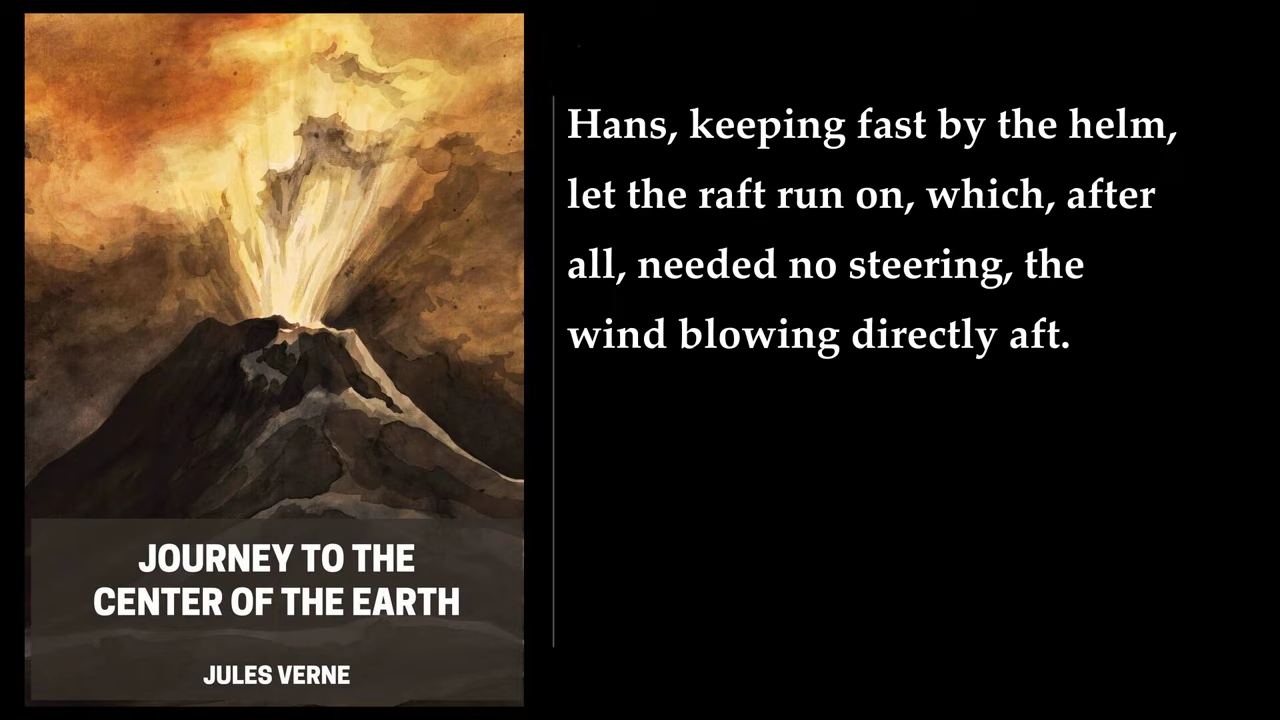 Hans, keeping fast by the helm,
let the raft run on, which, after
all, needed no steering, the
wind blowing directly aft.
JOURNEY TO THE
CENTER OF THE EARTH
JULES VERNE